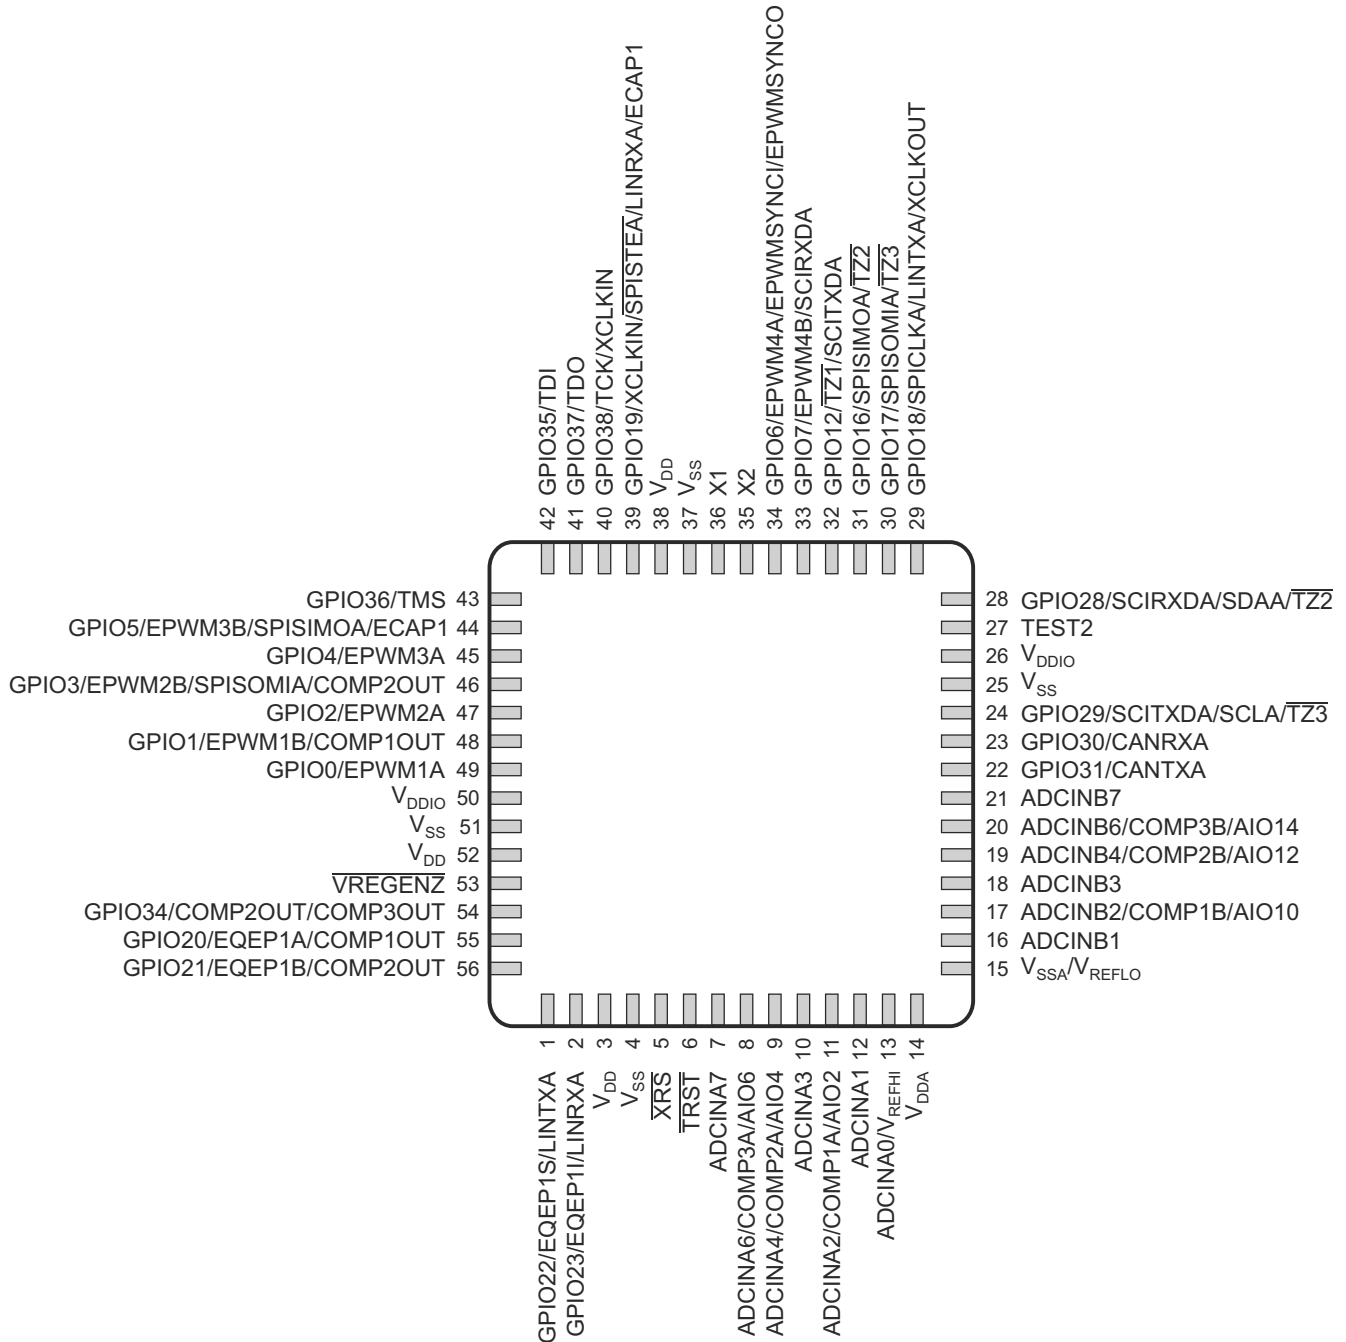 42 GPIO35/TDI
41 GPIO37/TDO
40 GPIO38/TCK/XCLKIN
39 GPIO19/XCLKIN/SPISTEA/LINRXA/ECAP1
38 VDD
37 VSS
36 X1
35 X2
34 GPIO6/EPWM4A/EPWMSYNCI/EPWMSYNCO
33 GPIO7/EPWM4B/SCIRXDA
32 GPIO12/TZ1/SCITXDA
31 GPIO16/SPISIMOA/TZ2
30 GPIO17/SPISOMIA/TZ3
29 GPIO18/SPICLKA/LINTXA/XCLKOUT
GPIO36/TMS 43
GPIO5/EPWM3B/SPISIMOA/ECAP1 44
GPIO4/EPWM3A 45
GPIO3/EPWM2B/SPISOMIA/COMP2OUT 46
GPIO2/EPWM2A 47
GPIO1/EPWM1B/COMP1OUT 48
GPIO0/EPWM1A 49
VDDIO 50
VSS 51
VDD 52
VREGENZ 53
GPIO34/COMP2OUT/COMP3OUT 54
GPIO20/EQEP1A/COMP1OUT 55
GPIO21/EQEP1B/COMP2OUT 56
28 GPIO28/SCIRXDA/SDAA/TZ2
27 TEST2
26 VDDIO
25 VSS
24 GPIO29/SCITXDA/SCLA/TZ3
23 GPIO30/CANRXA
22 GPIO31/CANTXA
21 ADCINB7
20 ADCINB6/COMP3B/AIO14
19 ADCINB4/COMP2B/AIO12
18 ADCINB3
17 ADCINB2/COMP1B/AIO10
16 ADCINB1
15 VSSA/VREFLO
GPIO22/EQEP1S/LINTXA 1
GPIO23/EQEP1I/LINRXA 2
VDD 3
VSS 4
XRS 5
TRST 6
ADCINA7 7
ADCINA6/COMP3A/AIO6 8
ADCINA4/COMP2A/AIO4 9
ADCINA3 10
ADCINA2/COMP1A/AIO2 11
ADCINA1 12
ADCINA0/VREFHI 13
VDDA 14